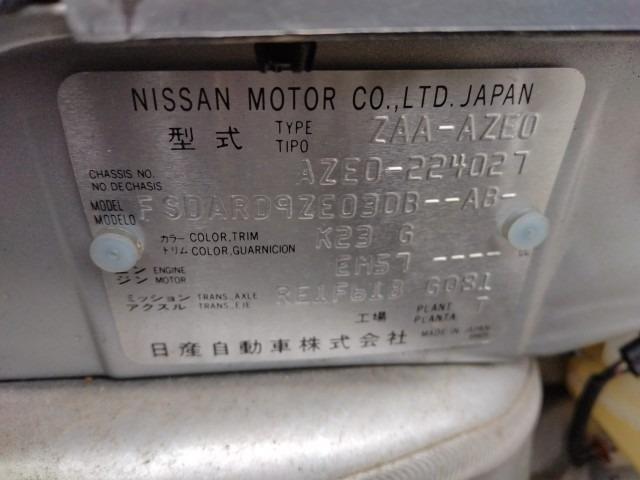 NISSAN MOTOR CO.,LTD. JAPAN
型式 TYPE TIPO ZAA-AZE0
CHASSIS NO. NO. DE CHASIS AZE0-224027
MODEL MODELO FSDARD9ZE03DB--AB-
カラー COLOR,TRIM K23 G
トリム COLOR,GUARNICION
ENGINE EM57 ----
ジン MOTOR
ミッション TRANS., AXLE RE1F61B G081
アクスル TRANS., EJE
工場 PLANT PLANTA T
日産自動車株式会社 MADE IN JAPAN